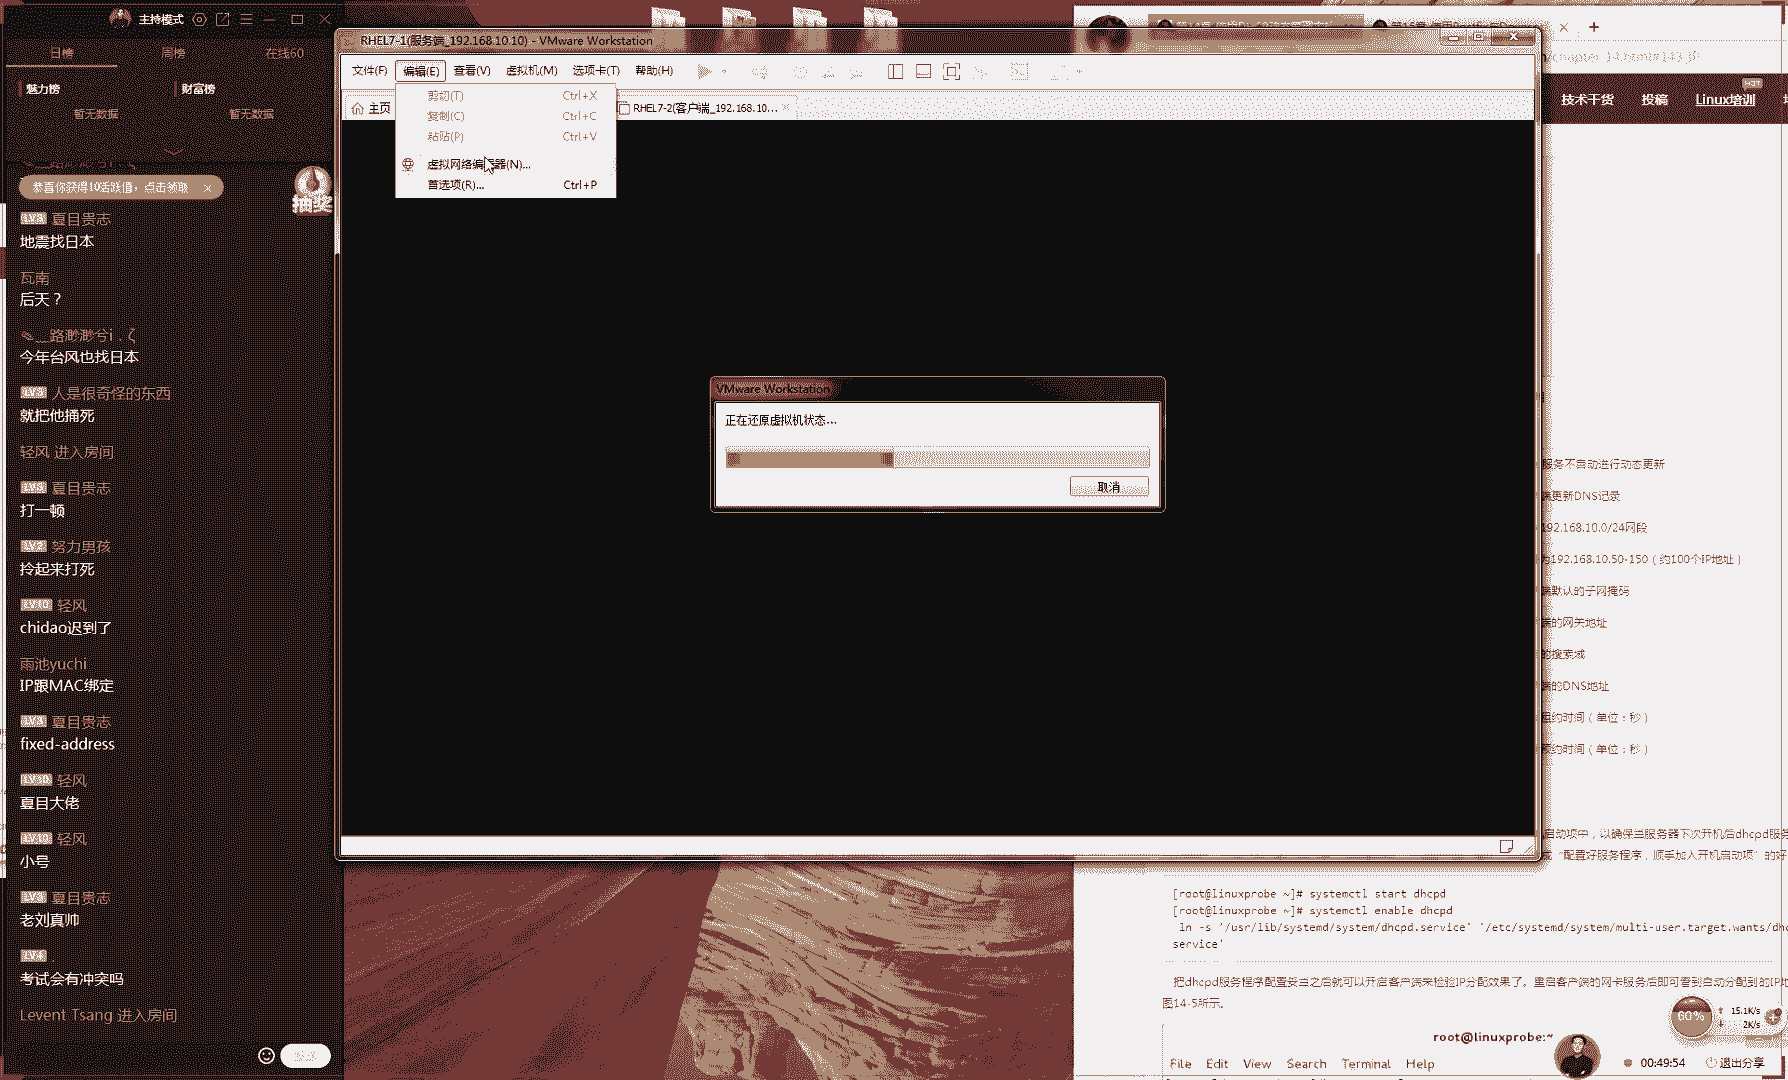 主持模式
日榜 周榜 在线60
魅力榜 财富榜
暂无数据 暂无数据
恭喜你获得10活跃值，点击领取
抽奖
LV.3 夏目贵志
地震找日本
瓦南
后天？
今年台风也找日本
LV.3 人是很奇怪的东西
就把他捅死
轻风 进入房间
LV.3 夏目贵志
打一顿
努力男孩
拎起来打死
LV.10 轻风
chidao迟到了
雨池yuchi
IP跟MAC绑定
LV.3 夏目贵志
fixed-address
LV.10 轻风
夏目大佬
LV.10 轻风
小号
LV.3 夏目贵志
老刘真帅
LV.4
考试会有冲突吗
Levent Tsang 进入房间
RHEL7-1(服务端_192.168.10.10) - VMware Workstation
文件(F) 编辑(E) 查看(V) 虚拟机(M) 选项卡(T) 帮助(H)
主页
RHEL7-2(客户端_192.168.10...
剪切(T) Ctrl+X
复制(C) Ctrl+C
粘贴(P) Ctrl+V
虚拟网络编辑器(N)...
首选项(R)... Ctrl+P
VMware Workstation
正在还原虚拟机状态...
取消
技术干货 投稿 Linux培训
HOT
服务不自动进行动态更新
端更新DNS记录
192.168.10.0/24网段
为192.168.10.50-150（约100个IP地址）
端默认的子网掩码
端的网关地址
的搜索域
端的DNS地址
租约时间（单位：秒）
约时间（单位：秒）
启动项中，以确保当服务器下次开机后dhcpd服务
“配置好服务程序，顺手加入开机启动项”的好
[root@linuxprobe ~]# systemctl start dhcpd
[root@linuxprobe ~]# systemctl enable dhcpd
ln -s '/usr/lib/systemd/system/dhcpd.service' '/etc/systemd/system/multi-user.target.wants/dh
service'
把dhcpd服务程序配置妥当之后就可以开启客户端来检验IP分配效果了。重启客户端的网卡服务后即可看到自动分配到的IP地
图14-5所示。
60% 15.1K/s
2K/s
root@linuxprobe:~
File Edit View Search Terminal Help
00:49:54 退出分享